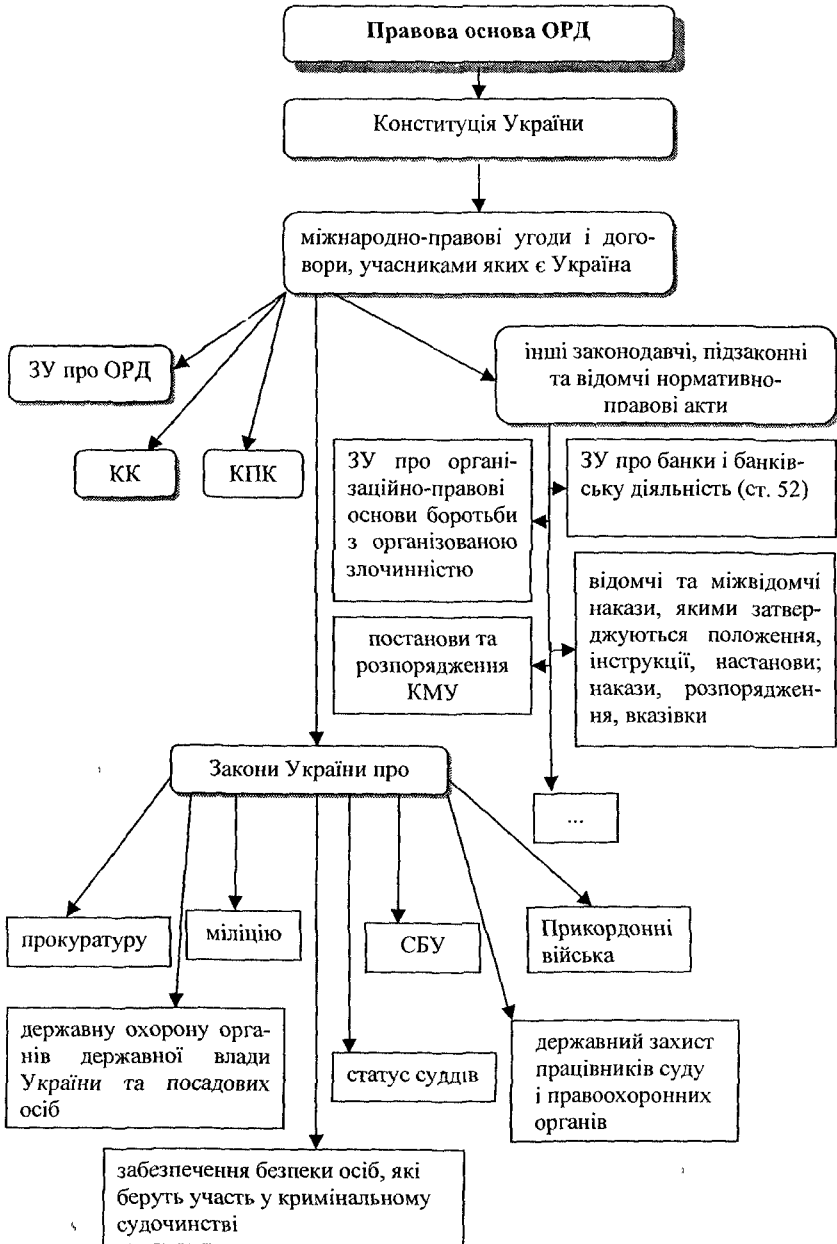 Правова основа ОРД
Конституція України
міжнародно-правові угоди і дого-
вори, учасниками яких є Україна
ЗУ про ОРД
інші законодавчі, підзаконні
та відомчі нормативно-
правові акти
КК
КПК
ЗУ про органі-
заційно-правові
основи боротьби
з організованою
злочинністю
ЗУ про банки і банків-
ську діяльність (ст. 52)
постанови та
розпорядження
КМУ
відомчі та міжвідомчі
накази, якими затвер-
джуються положення,
інструкції, настанови;
накази, розпоряджен-
ня, вказівки
Закони України про
...
прокуратуру
міліцію
СБУ
Прикордонні
війська
державну охорону орга-
нів державної влади
України та посадових
осіб
статус суддів
державний захист
працівників суду
і правоохоронних
органів
забезпечення безпеки осіб, які
беруть участь у кримінальному
судочинстві